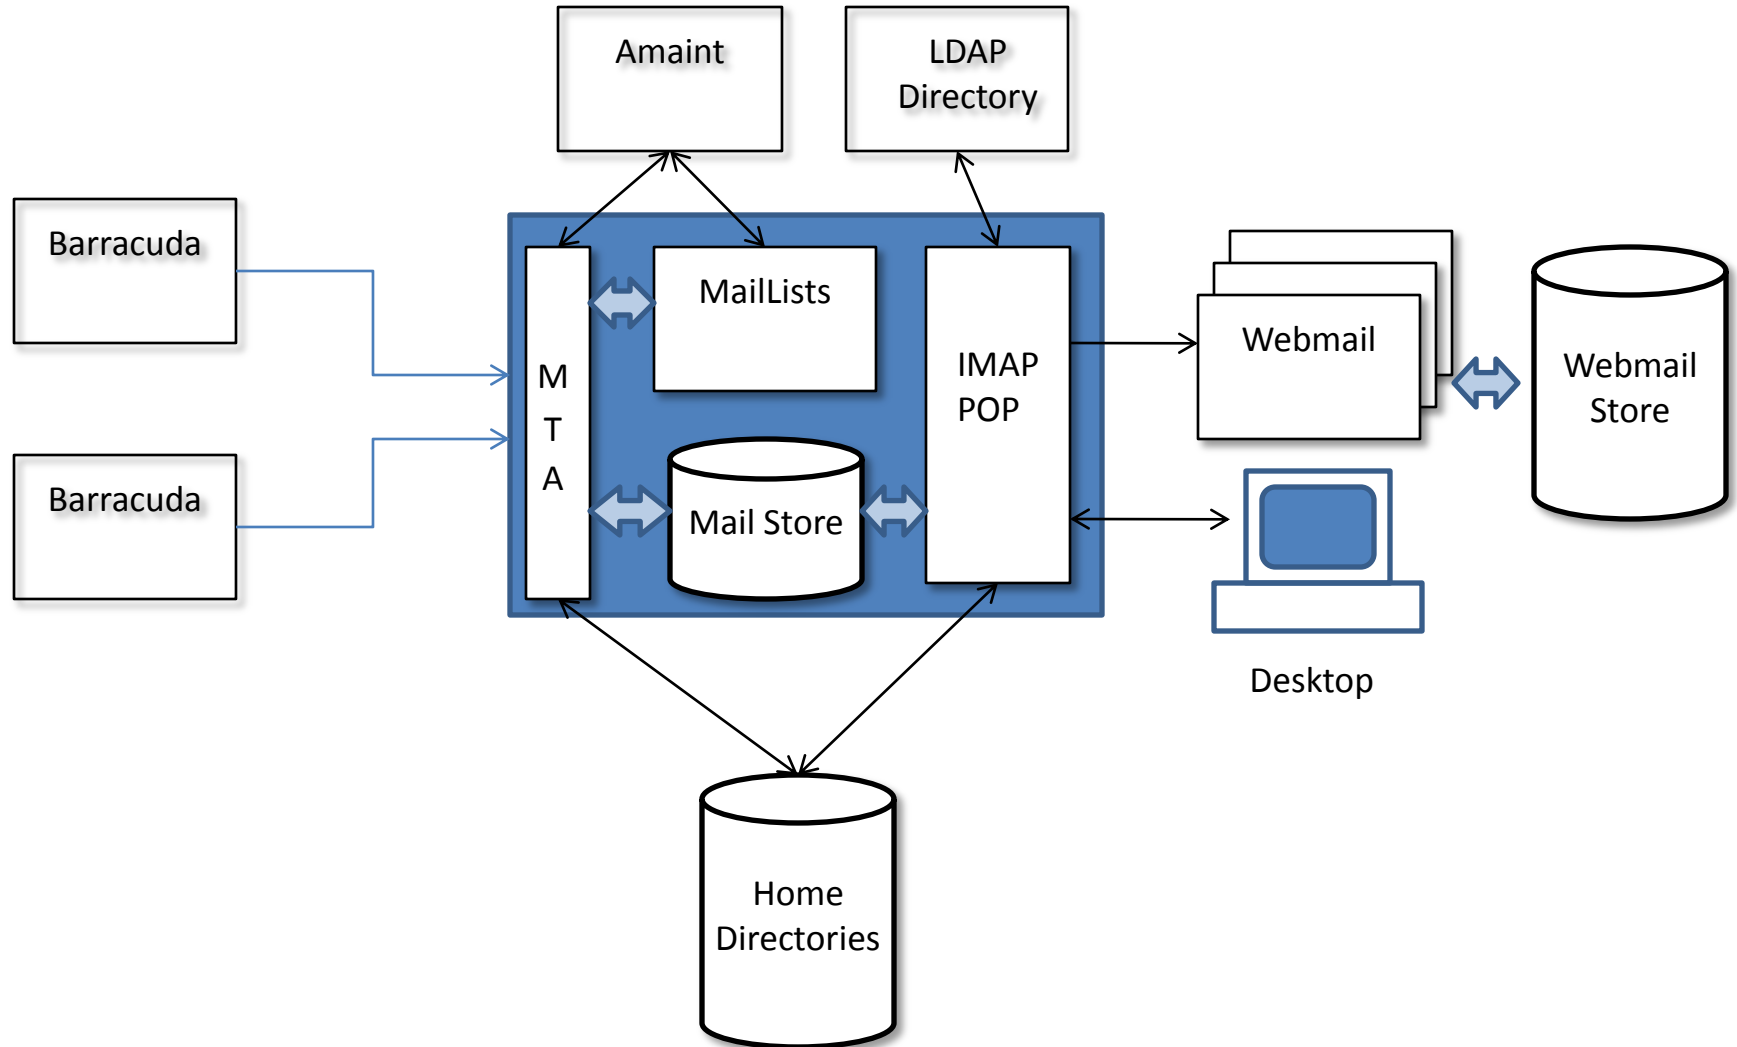 Amaint
LDAP
Directory
Barracuda
MailLists
Webmail
IMAP
POP
Webmail
Store
M
T
A
Barracuda
Mail Store
Desktop
Home
Directories